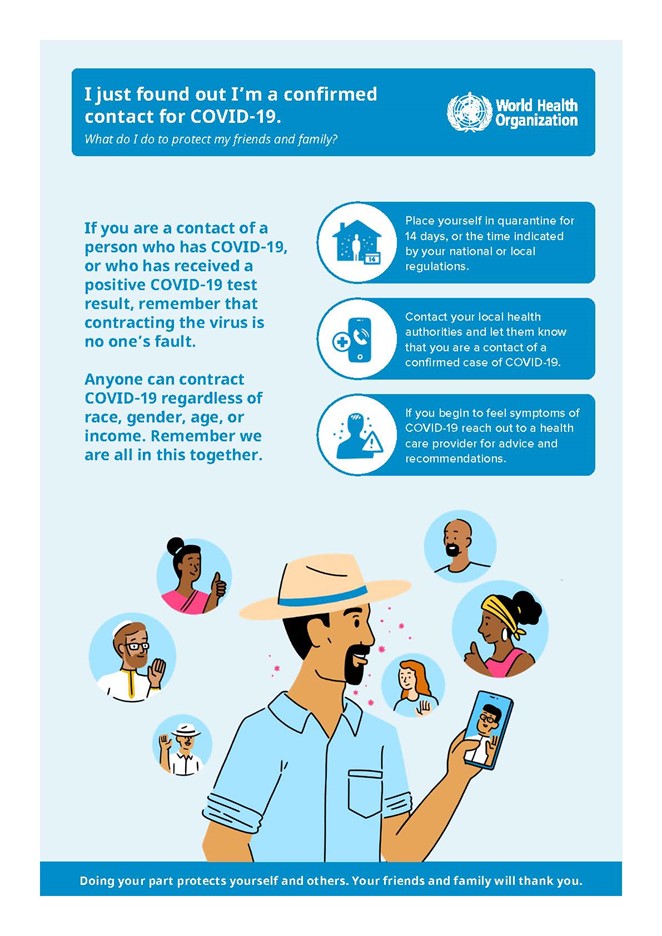 I just found out I'm a confirmed
contact for COVID-19.
What do I do to protect my friends and family?
World Health
Organization
If you are a contact of a
person who has COVID-19,
or who has received a
positive COVID-19 test
result, remember that
contracting the virus is
no one's fault.
Anyone can contract
COVID-19 regardless of
race, gender, age, or
income. Remember we
are all in this together.
Place yourself in quarantine for
14 days, or the time indicated
by your national or local
regulations.
14
Contact your local health
authorities and let them know
that you are a contact of a
confirmed case of COVID-19.
If you begin to feel symptoms of
COVID-19 reach out to a health
care provider for advice and
recommendations.
Doing your part protects yourself and others. Your friends and family will thank you.